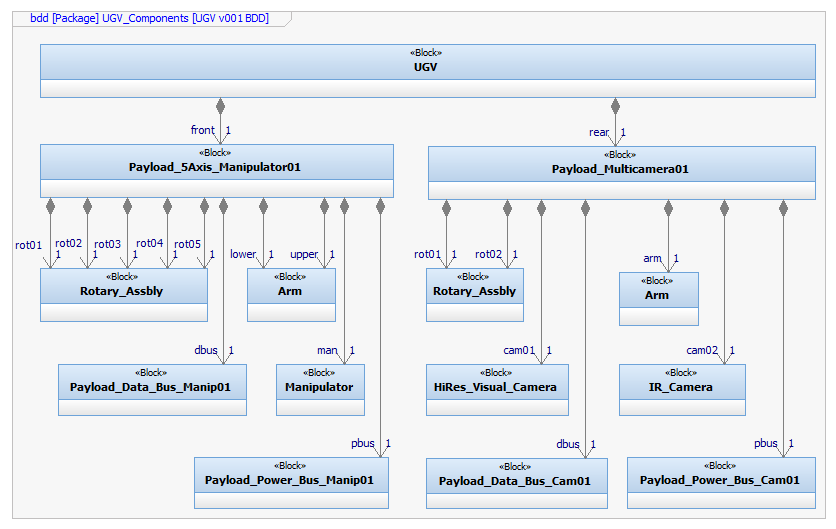 bdd [Package] UGV_Components [UGV v001 BDD]
«Block»
UGV
front 1
rear 1
«Block»
Payload_5Axis_Manipulator01
«Block»
Payload_Multicamera01
rot01 1
rot02 1
rot03 1
rot04 1
rot05 1
lower 1
upper 1
rot01 1
rot02 1
arm 1
«Block»
Rotary_Assbly
«Block»
Arm
«Block»
Rotary_Assbly
«Block»
Arm
dbus 1
man 1
cam01 1
cam02 1
«Block»
Payload_Data_Bus_Manip01
«Block»
Manipulator
«Block»
HiRes_Visual_Camera
«Block»
IR_Camera
pbus 1
dbus 1
pbus 1
«Block»
Payload_Power_Bus_Manip01
«Block»
Payload_Data_Bus_Cam01
«Block»
Payload_Power_Bus_Cam01